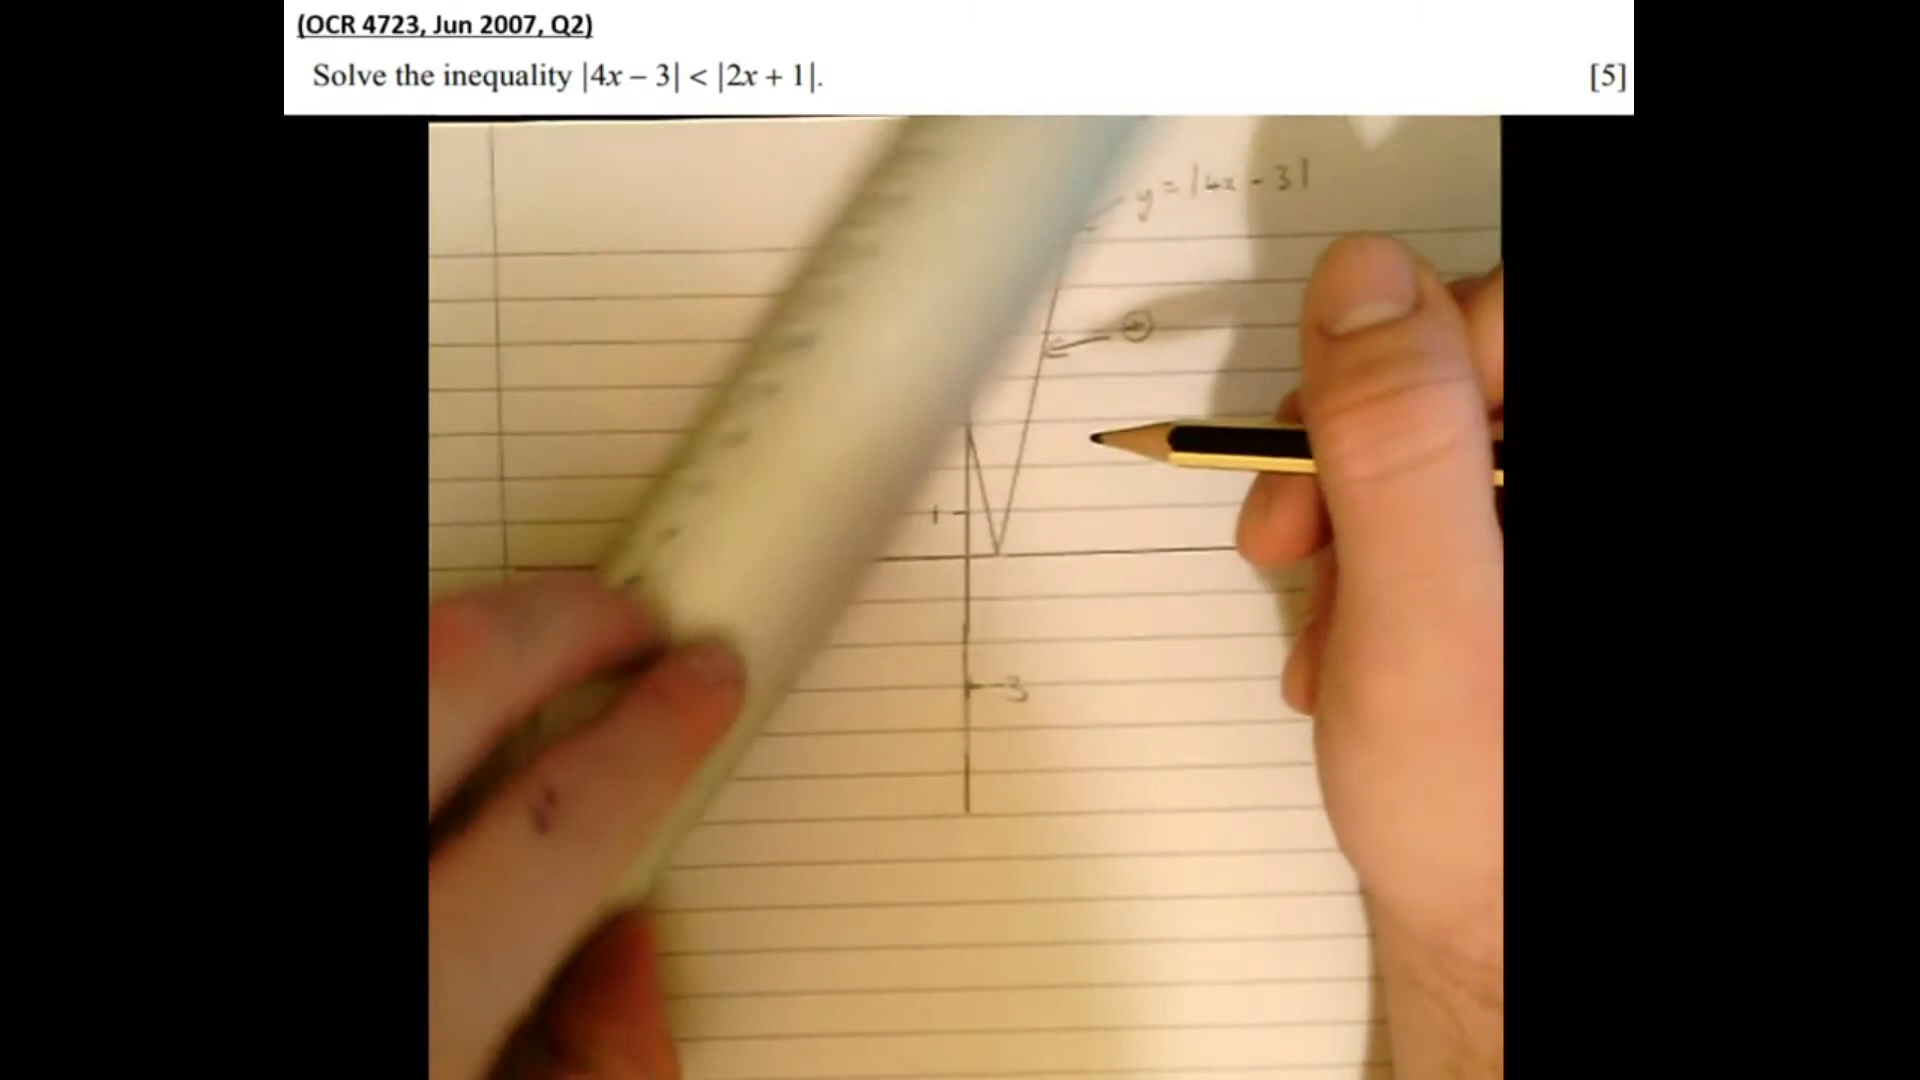 (OCR 4723, Jun 2007, Q2)
Solve the inequality |4x − 3| < |2x + 1|. [5]
y = |4x - 3|
+
1
-3